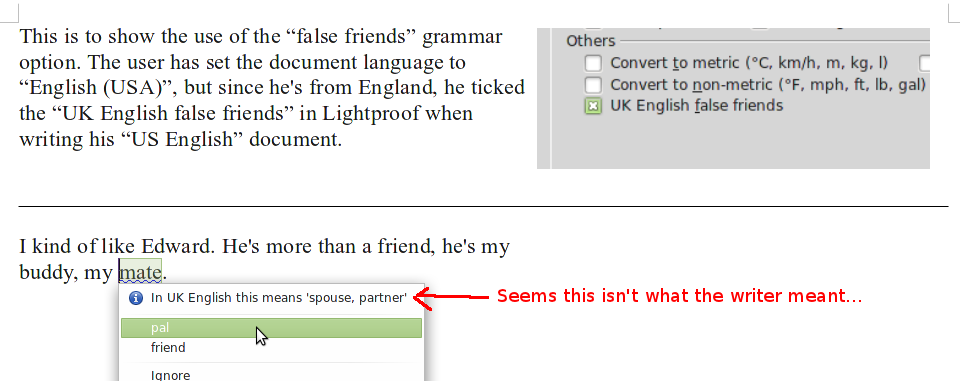 This is to show the use of the “false friends” grammar
option. The user has set the document language to
“English (USA)”, but since he's from England, he ticked
the “UK English false friends” in Lightproof when
writing his “US English” document.
Others
Convert to metric (°C, km/h, m, kg, l)
Convert to non-metric (°F, mph, ft, lb, gal)
UK English false friends
I kind of like Edward. He's more than a friend, he's my
buddy, my mate.
In UK English this means 'spouse, partner'
Seems this isn't what the writer meant...
pal
friend
Ignore